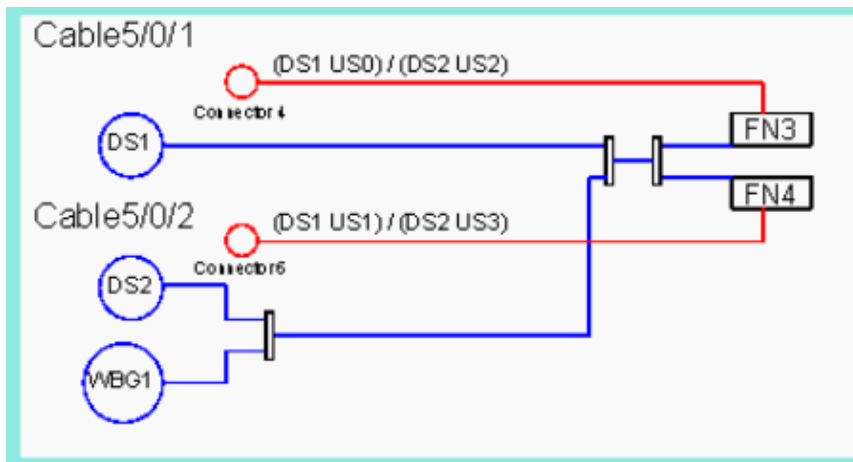 Cable5/0/1
(DS1 US0) / (DS2 US2)
Connector4
DS1
FN3
FN4
Cable5/0/2
(DS1 US1) / (DS2 US3)
Connector6
DS2
WBG1